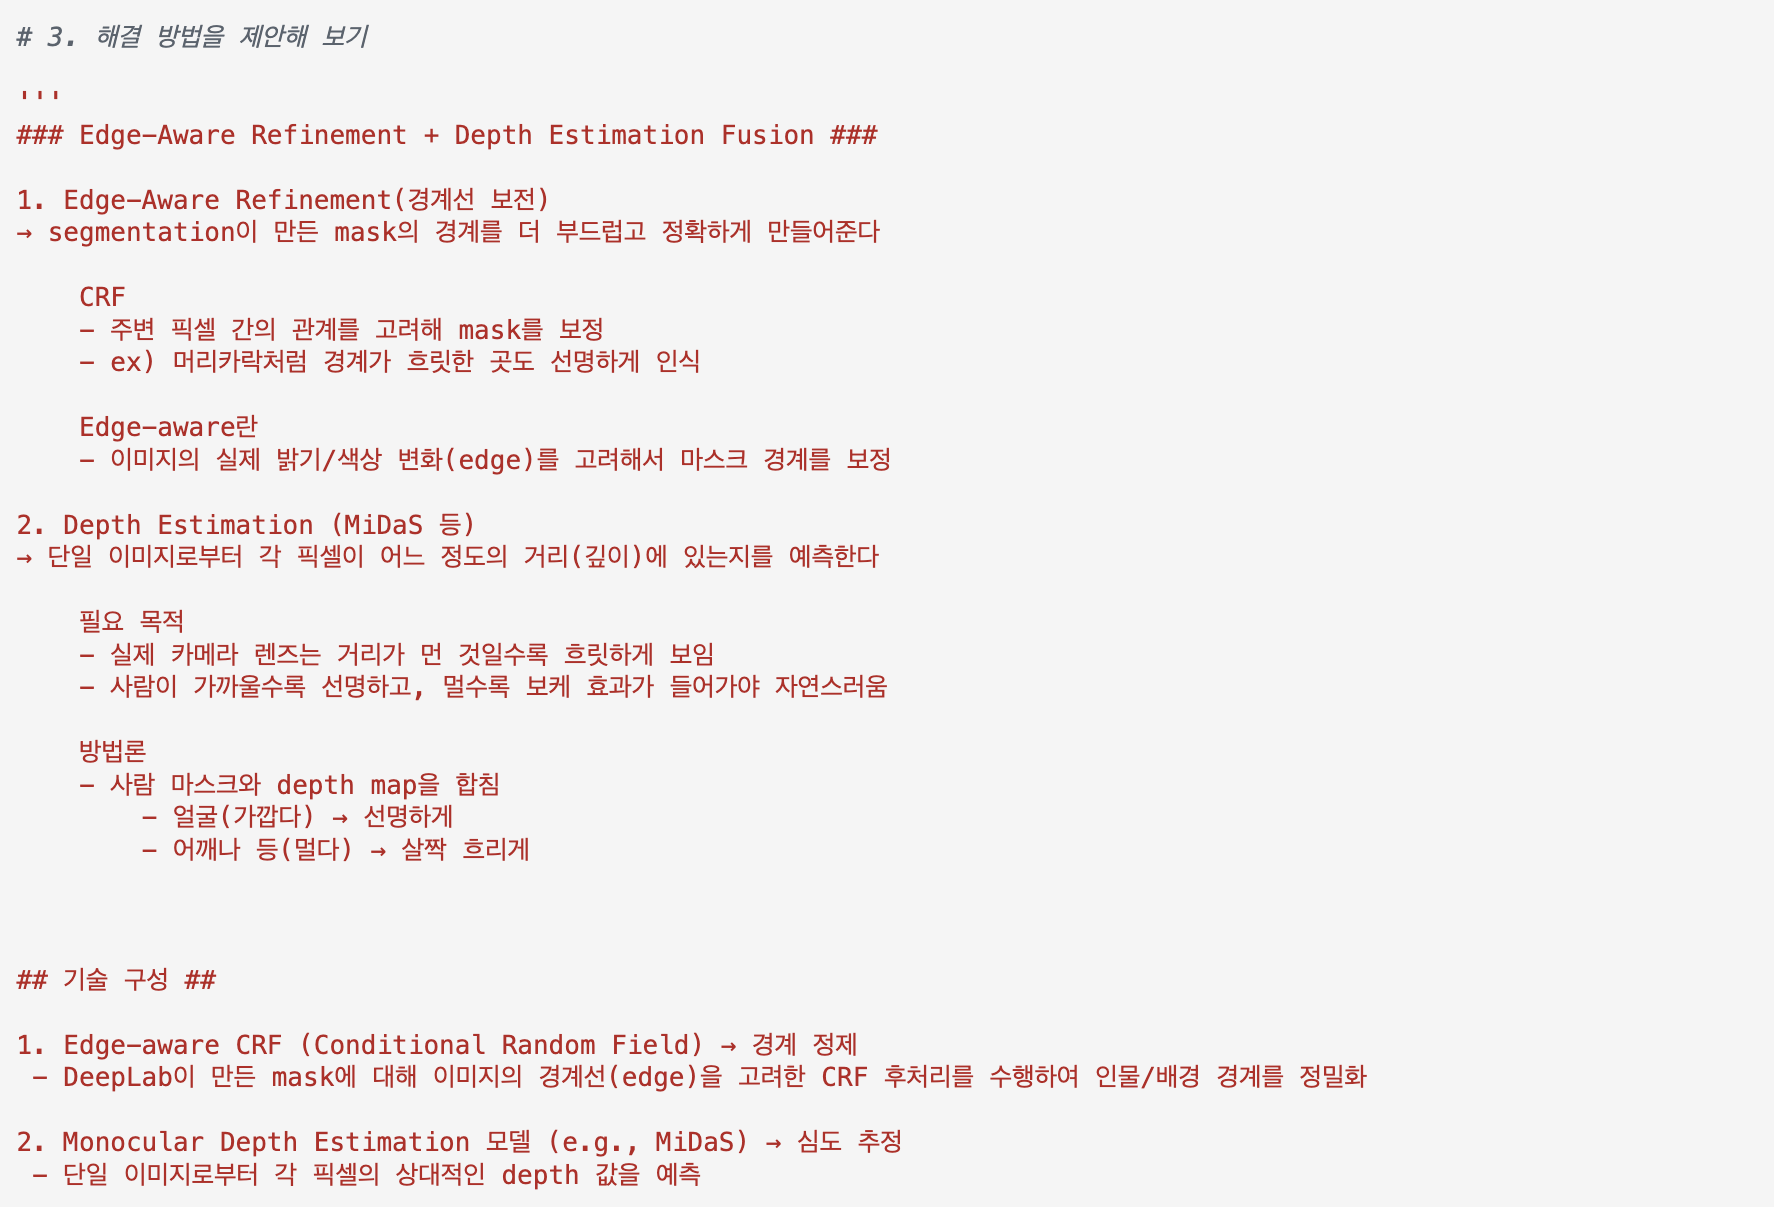 # 3. 해결 방법을 제안해 보기
'''
### Edge-Aware Refinement + Depth Estimation Fusion ###
1. Edge-Aware Refinement(경계선 보전)
→ segmentation이 만든 mask의 경계를 더 부드럽고 정확하게 만들어준다
CRF
- 주변 픽셀 간의 관계를 고려해 mask를 보정
- ex) 머리카락처럼 경계가 흐릿한 곳도 선명하게 인식
Edge-aware란
- 이미지의 실제 밝기/색상 변화(edge)를 고려해서 마스크 경계를 보정
2. Depth Estimation (MiDaS 등)
→ 단일 이미지로부터 각 픽셀이 어느 정도의 거리(깊이)에 있는지를 예측한다
필요 목적
- 실제 카메라 렌즈는 거리가 먼 것일수록 흐릿하게 보임
- 사람이 가까울수록 선명하고, 멀수록 보케 효과가 들어가야 자연스러움
방법론
- 사람 마스크와 depth map을 합침
- 얼굴(가깝다) → 선명하게
- 어깨나 등(멀다) → 살짝 흐리게
## 기술 구성 ##
1. Edge-aware CRF (Conditional Random Field) → 경계 정제
- DeepLab이 만든 mask에 대해 이미지의 경계선(edge)을 고려한 CRF 후처리를 수행하여 인물/배경 경계를 정밀화
2. Monocular Depth Estimation 모델 (e.g., MiDaS) → 심도 추정
- 단일 이미지로부터 각 픽셀의 상대적인 depth 값을 예측